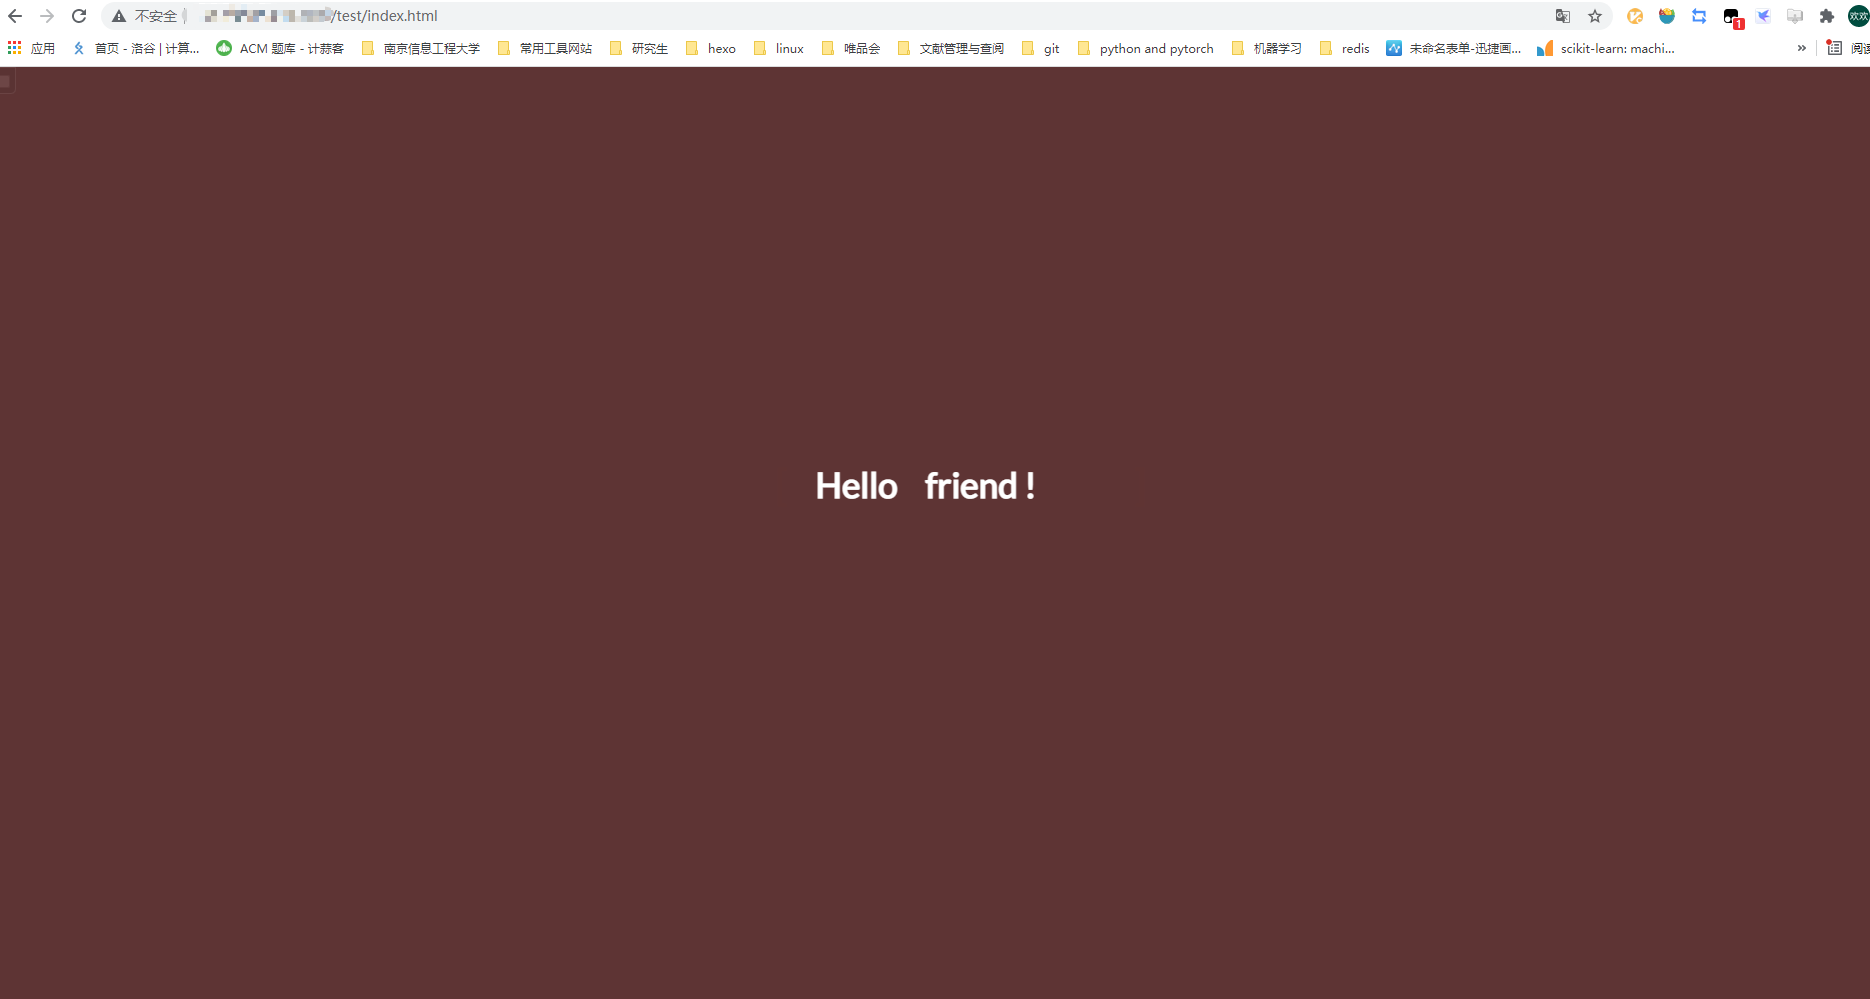 不安全 /test/index.html
应用 首页 - 洛谷 | 计算... ACM 题库 - 计蒜客 南京信息工程大学 常用工具网站 研究生 hexo linux 唯品会 文献管理与查阅 git python and pytorch 机器学习 redis 未命名表单-迅捷画... scikit-learn: machi... » 阅读
1
欢欢
Hello friend !